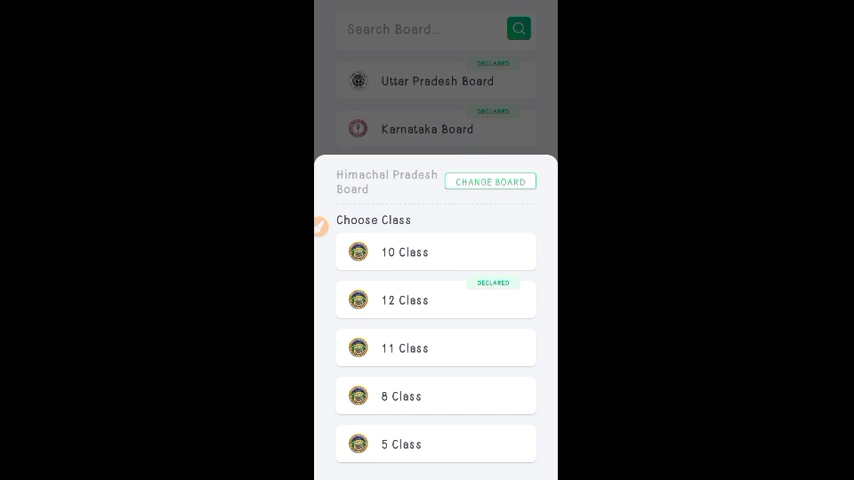 Search Board...
DECLARED
Uttar Pradesh Board
DECLARED
Karnataka Board
Himachal Pradesh
Board
CHANGE BOARD
Choose Class
10 Class
DECLARED
12 Class
11 Class
8 Class
5 Class